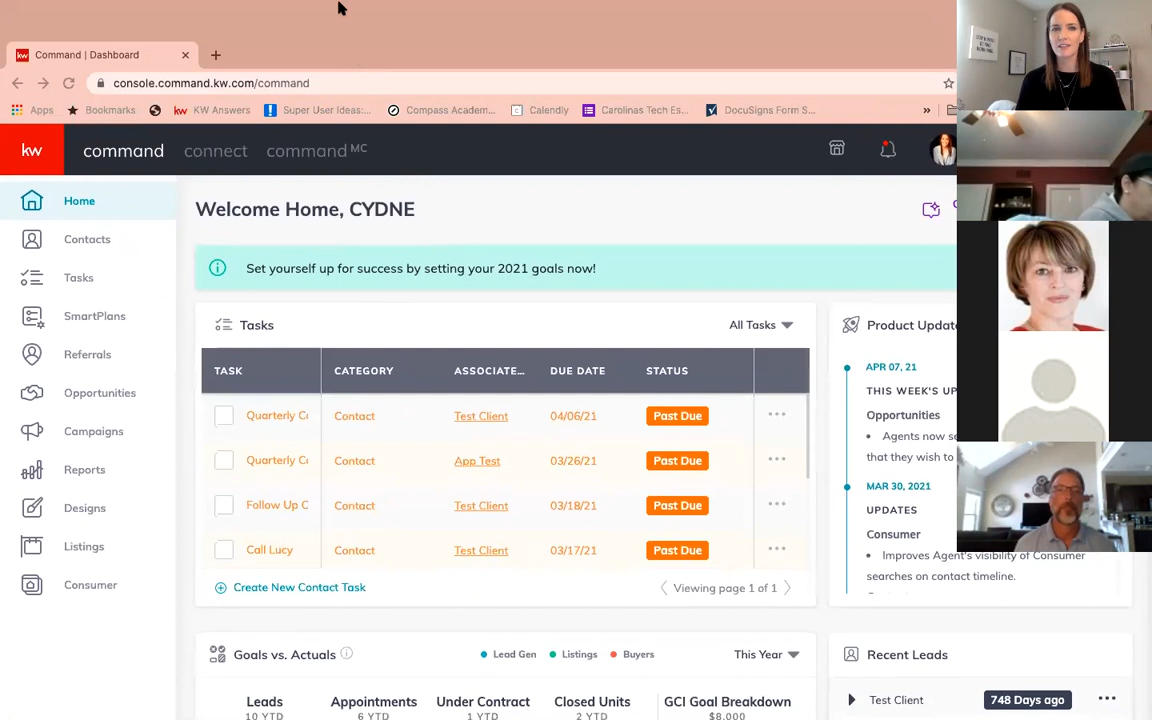 kw Command | Dashboard
console.command.kw.com/command
Apps Bookmarks kw KW Answers Super User Ideas:... Compass Academ... Calendly Carolinas Tech Es... DocuSigns Form S... »
kw command connect command MC
Home
Contacts
Tasks
SmartPlans
Referrals
Opportunities
Campaigns
Reports
Designs
Listings
Consumer
Welcome Home, CYDNE
Set yourself up for success by setting your 2021 goals now!
Tasks All Tasks
TASK CATEGORY ASSOCIATE... DUE DATE STATUS
Quarterly Contact Test Client 04/06/21 Past Due
Quarterly Contact App Test 03/26/21 Past Due
Follow Up Contact Test Client 03/18/21 Past Due
Call Lucy Contact Test Client 03/17/21 Past Due
Create New Contact Task Viewing page 1 of 1
Product Update
APR 07, 21
THIS WEEK'S UP
Opportunities
• Agents now se
that they wish to
MAR 30, 2021
UPDATES
Consumer
• Improves Agent's visibility of Consumer
searches on contact timeline.
Goals vs. Actuals Lead Gen Listings Buyers This Year
Leads Appointments Under Contract Closed Units GCI Goal Breakdown
10 YTD 6 YTD 1 YTD 2 YTD $8,000
Recent Leads
Test Client 748 Days ago